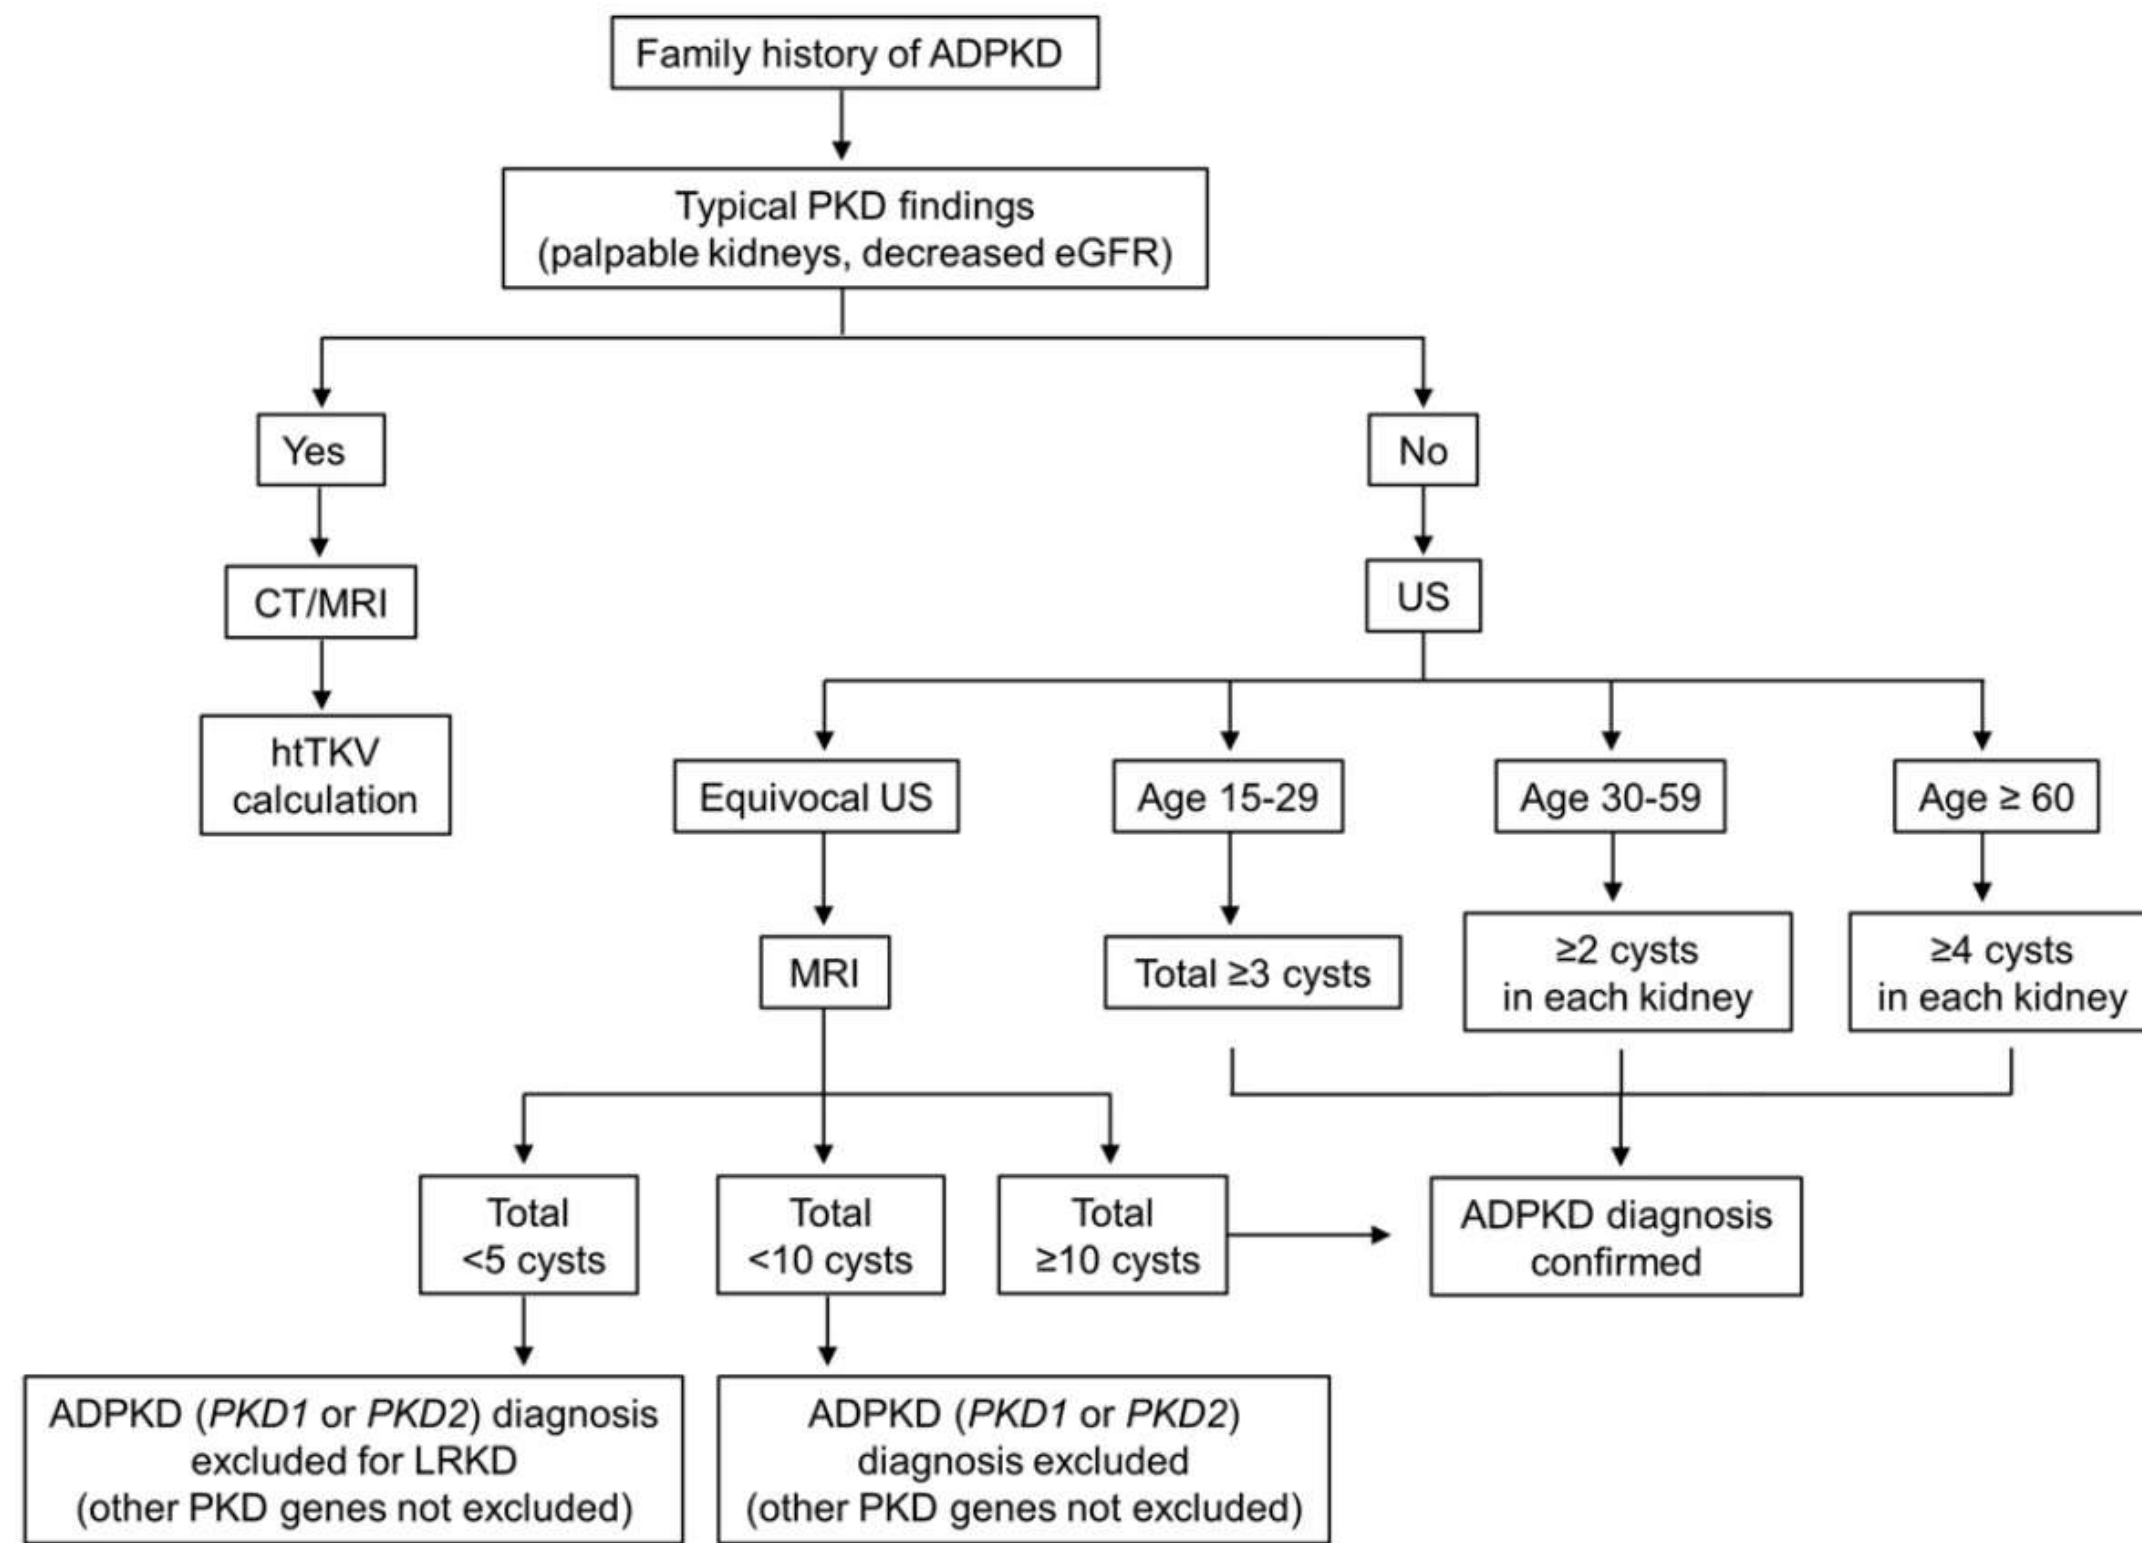 Family history of ADPKD
Typical PKD findings
(palpable kidneys, decreased eGFR)
Yes
No
CT/MRI
US
htTKV
calculation
Equivocal US
Age 15-29
Age 30-59
Age ≥ 60
MRI
Total ≥3 cysts
≥2 cysts
in each kidney
≥4 cysts
in each kidney
Total
<5 cysts
Total
<10 cysts
Total
≥10 cysts
ADPKD diagnosis
confirmed
ADPKD (PKD1 or PKD2) diagnosis
excluded for LRKD
(other PKD genes not excluded)
ADPKD (PKD1 or PKD2)
diagnosis excluded
(other PKD genes not excluded)